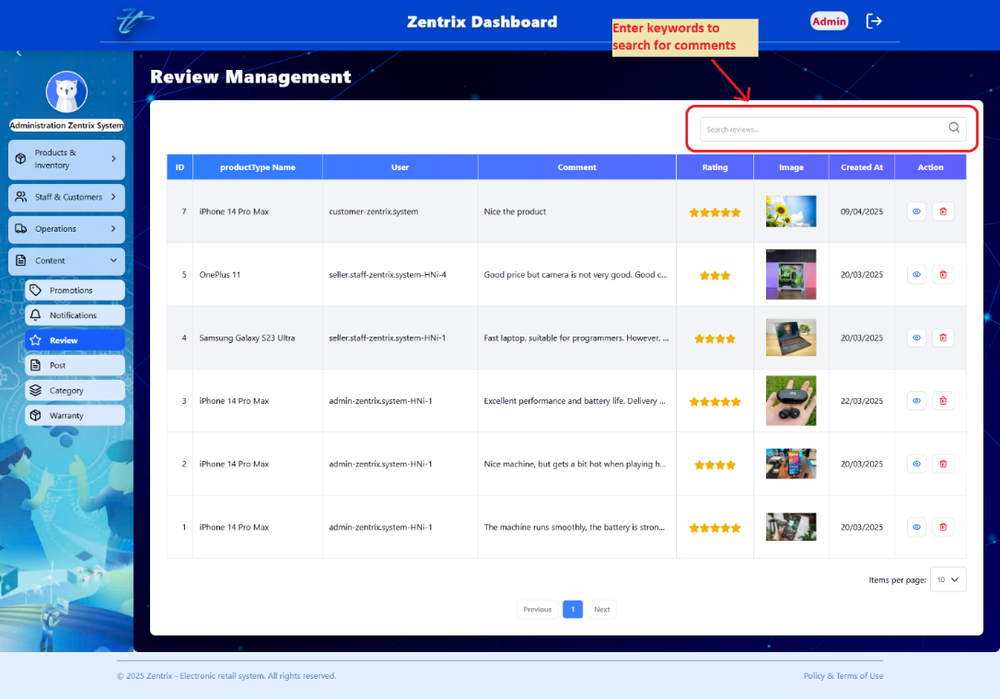 Zentrix Dashboard
Admin
Enter keywords to
search for comments
Review Management
Administration Zentrix System
Products &
Inventory
Staff & Customers
Operations
Content
Promotions
Notifications
Review
Post
Category
Warranty
Search reviews...
ID productType Name User Comment Rating Image Created At Action
7 iPhone 14 Pro Max customer-zentrix.system Nice the product 09/04/2025
5 OnePlus 11 seller.staff-zentrix.system-HNi-4 Good price but camera is not very good. Good c... 20/03/2025
4 Samsung Galaxy S23 Ultra seller.staff-zentrix.system-HNi-1 Fast laptop, suitable for programmers. However, ... 20/03/2025
3 iPhone 14 Pro Max admin-zentrix.system-HNi-1 Excellent performance and battery life. Delivery ... 22/03/2025
2 iPhone 14 Pro Max admin-zentrix.system-HNi-1 Nice machine, but gets a bit hot when playing h... 20/03/2025
1 iPhone 14 Pro Max admin-zentrix.system-HNi-1 The machine runs smoothly, the battery is stron... 20/03/2025
Items per page: 10
Previous 1 Next
© 2025 Zentrix - Electronic retail system. All rights reserved.
Policy & Terms of Use